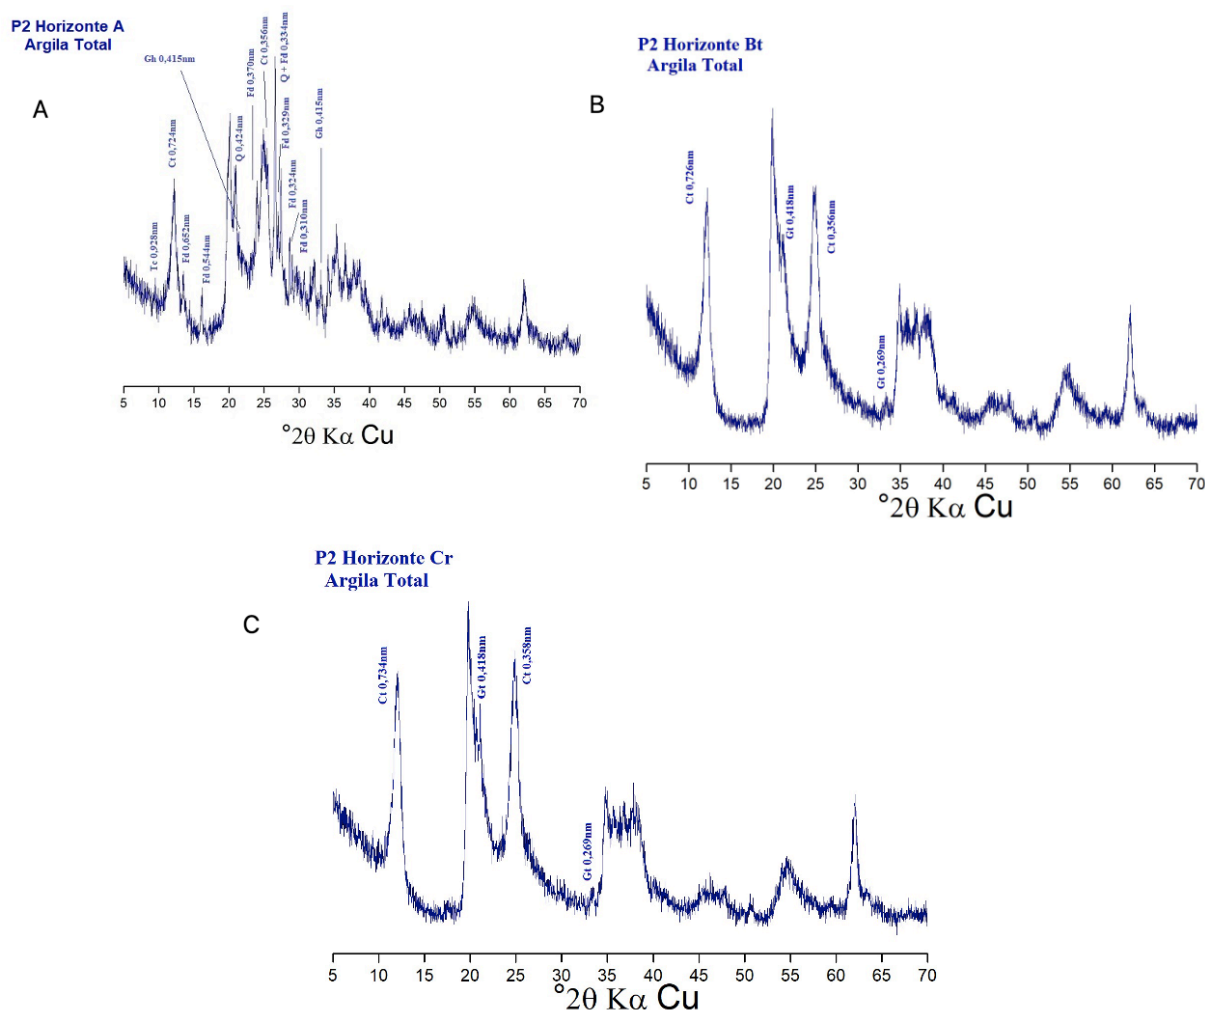 P2 Horizonte A
Argila Total
A
Gh 0,415nm
Tc 0,928nm
Ct 0,724nm
Fd 0,652nm
Fd 0,544nm
Q 0,424nm
Fd 0,370nm
Ct 0,356nm
Q + Fd 0,334nm
Fd 0,329nm
Fd 0,324nm
Fd 0,310nm
Gh 0,415nm
5 10 15 20 25 30 35 40 45 50 55 60 65 70
°2θ Kα Cu
P2 Horizonte Bt
Argila Total
B
Ct 0,726nm
Gt 0,418nm
Ct 0,356nm
Gt 0,269nm
5 10 15 20 25 30 35 40 45 50 55 60 65 70
°2θ Kα Cu
P2 Horizonte Cr
Argila Total
C
Ct 0,734nm
Gt 0,418nm
Ct 0,358nm
Gt 0,269nm
5 10 15 20 25 30 35 40 45 50 55 60 65 70
°2θ Kα Cu